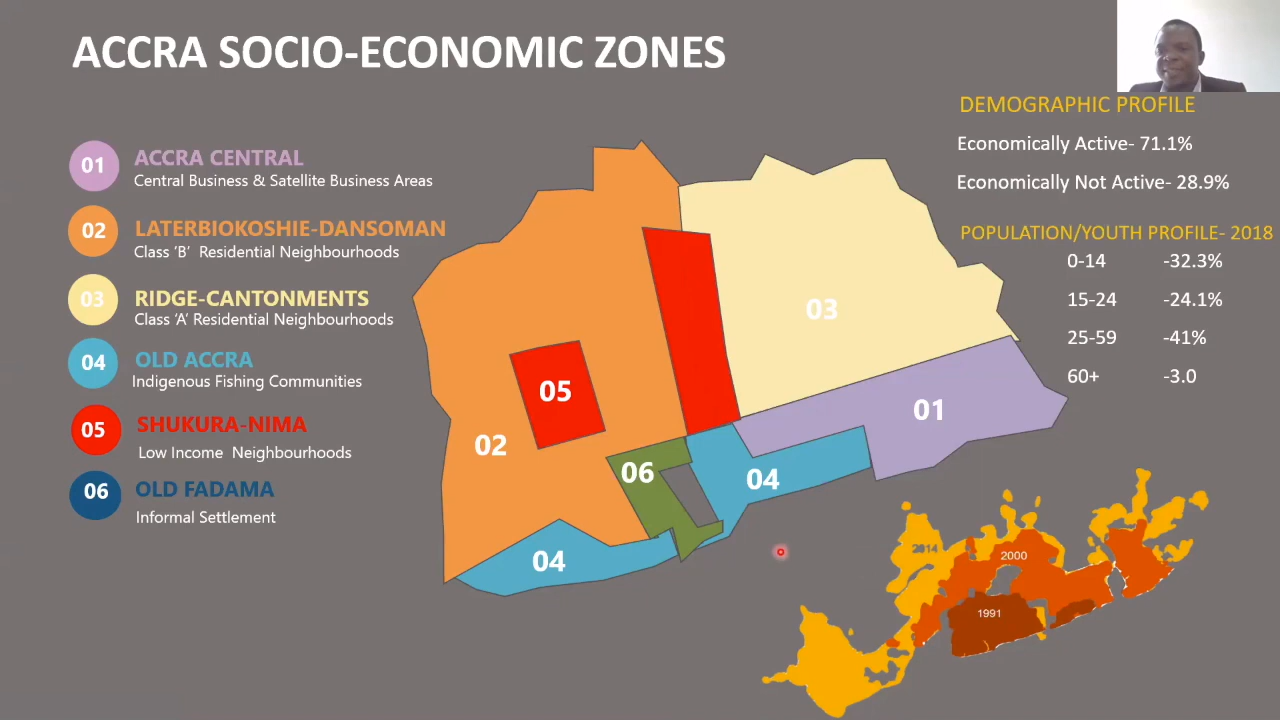 ACCRA SOCIO-ECONOMIC ZONES
01
ACCRA CENTRAL
Central Business & Satellite Business Areas
02
LATERBIOKOSHIE-DANSOMAN
Class ‘B’ Residential Neighbourhoods
03
RIDGE-CANTONMENTS
Class ‘A’ Residential Neighbourhoods
04
OLD ACCRA
Indigenous Fishing Communities
05
SHUKURA-NIMA
Low Income Neighbourhoods
06
OLD FADAMA
Informal Settlement
03
05
01
02
06
04
04
DEMOGRAPHIC PROFILE
Economically Active- 71.1%
Economically Not Active- 28.9%
POPULATION/YOUTH PROFILE- 2018
0-14 -32.3%
15-24 -24.1%
25-59 -41%
60+ -3.0
2014
2000
1991